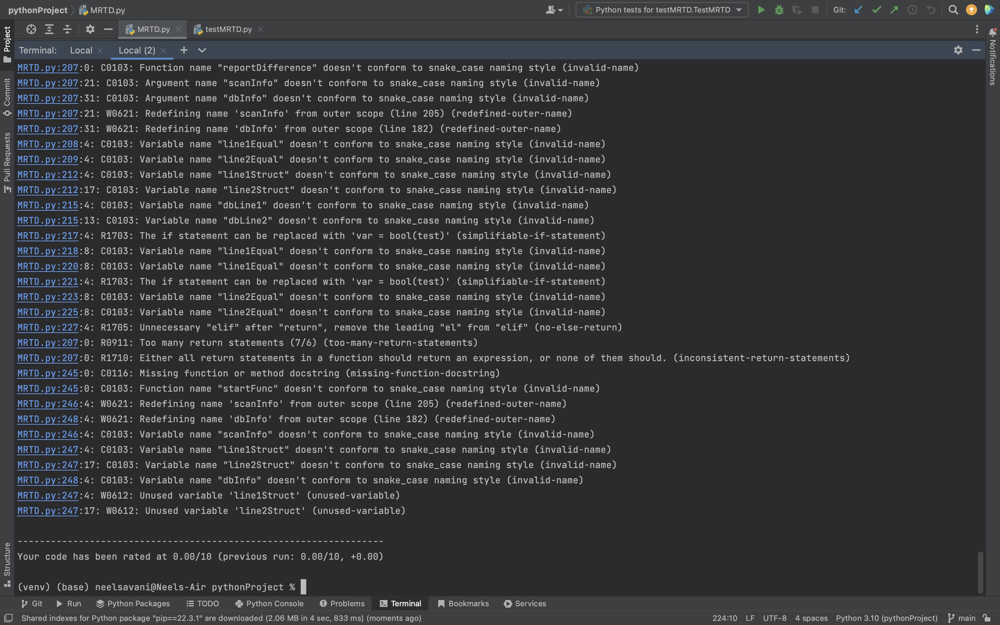 pythonProject MRTD.py Python tests for testMRTD.TestMRTD Git:
MRTD.py testMRTD.py
Terminal: Local Local (2)
MRTD.py:207:0: C0103: Function name "reportDifference" doesn't conform to snake_case naming style (invalid-name)
MRTD.py:207:21: C0103: Argument name "scanInfo" doesn't conform to snake_case naming style (invalid-name)
MRTD.py:207:31: C0103: Argument name "dbInfo" doesn't conform to snake_case naming style (invalid-name)
MRTD.py:207:21: W0621: Redefining name 'scanInfo' from outer scope (line 205) (redefined-outer-name)
MRTD.py:207:31: W0621: Redefining name 'dbInfo' from outer scope (line 182) (redefined-outer-name)
MRTD.py:208:4: C0103: Variable name "line1Equal" doesn't conform to snake_case naming style (invalid-name)
MRTD.py:209:4: C0103: Variable name "line2Equal" doesn't conform to snake_case naming style (invalid-name)
MRTD.py:212:4: C0103: Variable name "line1Struct" doesn't conform to snake_case naming style (invalid-name)
MRTD.py:212:17: C0103: Variable name "line2Struct" doesn't conform to snake_case naming style (invalid-name)
MRTD.py:215:4: C0103: Variable name "dbLine1" doesn't conform to snake_case naming style (invalid-name)
MRTD.py:215:13: C0103: Variable name "dbLine2" doesn't conform to snake_case naming style (invalid-name)
MRTD.py:217:4: R1703: The if statement can be replaced with 'var = bool(test)' (simplifiable-if-statement)
MRTD.py:218:8: C0103: Variable name "line1Equal" doesn't conform to snake_case naming style (invalid-name)
MRTD.py:220:8: C0103: Variable name "line1Equal" doesn't conform to snake_case naming style (invalid-name)
MRTD.py:221:4: R1703: The if statement can be replaced with 'var = bool(test)' (simplifiable-if-statement)
MRTD.py:223:8: C0103: Variable name "line2Equal" doesn't conform to snake_case naming style (invalid-name)
MRTD.py:225:8: C0103: Variable name "line2Equal" doesn't conform to snake_case naming style (invalid-name)
MRTD.py:227:4: R1705: Unnecessary "elif" after "return", remove the leading "el" from "elif" (no-else-return)
MRTD.py:207:0: R0911: Too many return statements (7/6) (too-many-return-statements)
MRTD.py:207:0: R1710: Either all return statements in a function should return an expression, or none of them should. (inconsistent-return-statements)
MRTD.py:245:0: C0116: Missing function or method docstring (missing-function-docstring)
MRTD.py:245:0: C0103: Function name "startFunc" doesn't conform to snake_case naming style (invalid-name)
MRTD.py:246:4: W0621: Redefining name 'scanInfo' from outer scope (line 205) (redefined-outer-name)
MRTD.py:248:4: W0621: Redefining name 'dbInfo' from outer scope (line 182) (redefined-outer-name)
MRTD.py:246:4: C0103: Variable name "scanInfo" doesn't conform to snake_case naming style (invalid-name)
MRTD.py:247:4: C0103: Variable name "line1Struct" doesn't conform to snake_case naming style (invalid-name)
MRTD.py:247:17: C0103: Variable name "line2Struct" doesn't conform to snake_case naming style (invalid-name)
MRTD.py:248:4: C0103: Variable name "dbInfo" doesn't conform to snake_case naming style (invalid-name)
MRTD.py:247:4: W0612: Unused variable 'line1Struct' (unused-variable)
MRTD.py:247:17: W0612: Unused variable 'line2Struct' (unused-variable)
------------------------------------------------------------------
Your code has been rated at 0.00/10 (previous run: 0.00/10, +0.00)
(venv) (base) neelsavani@Neels-Air pythonProject %
Project
Commit
Pull Requests
Structure
Notifications
Git Run Python Packages TODO Python Console Problems Terminal Bookmarks Services
Shared indexes for Python package "pip==22.3.1" are downloaded (2.06 MB in 4 sec, 833 ms) (moments ago) 224:10 LF UTF-8 4 spaces Python 3.10 (pythonProject) main